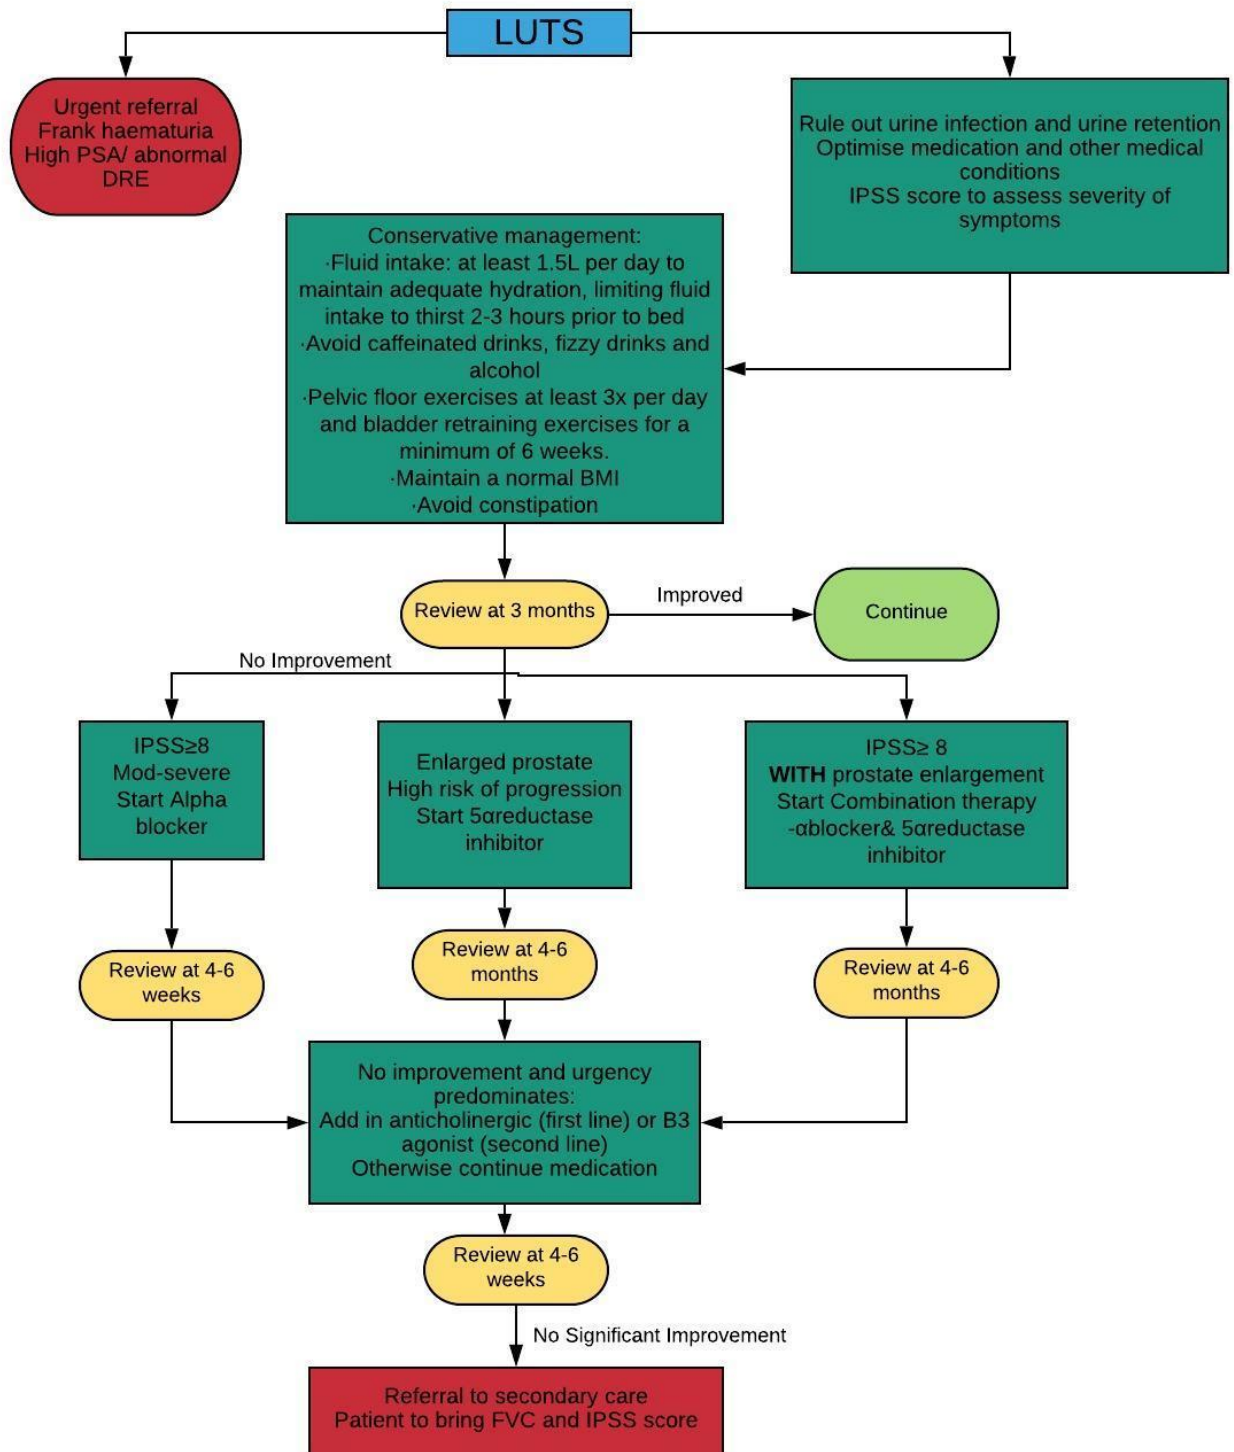 LUTS
Urgent referral
Frank haematuria
High PSA/ abnormal
DRE
Rule out urine infection and urine retention
Optimise medication and other medical
conditions
IPSS score to assess severity of
symptoms
Conservative management:
·Fluid intake: at least 1.5L per day to
maintain adequate hydration, limiting fluid
intake to thirst 2-3 hours prior to bed
·Avoid caffeinated drinks, fizzy drinks and
alcohol
·Pelvic floor exercises at least 3x per day
and bladder retraining exercises for a
minimum of 6 weeks.
·Maintain a normal BMI
·Avoid constipation
Review at 3 months
Improved
Continue
No Improvement
IPSS≥8
Mod-severe
Start Alpha
blocker
Enlarged prostate
High risk of progression
Start 5αreductase
inhibitor
IPSS≥ 8
WITH prostate enlargement
Start Combination therapy
-αblocker& 5αreductase
inhibitor
Review at 4-6
weeks
Review at 4-6
months
Review at 4-6
months
No improvement and urgency
predominates:
Add in anticholinergic (first line) or B3
agonist (second line)
Otherwise continue medication
Review at 4-6
weeks
No Significant Improvement
Referral to secondary care
Patient to bring FVC and IPSS score